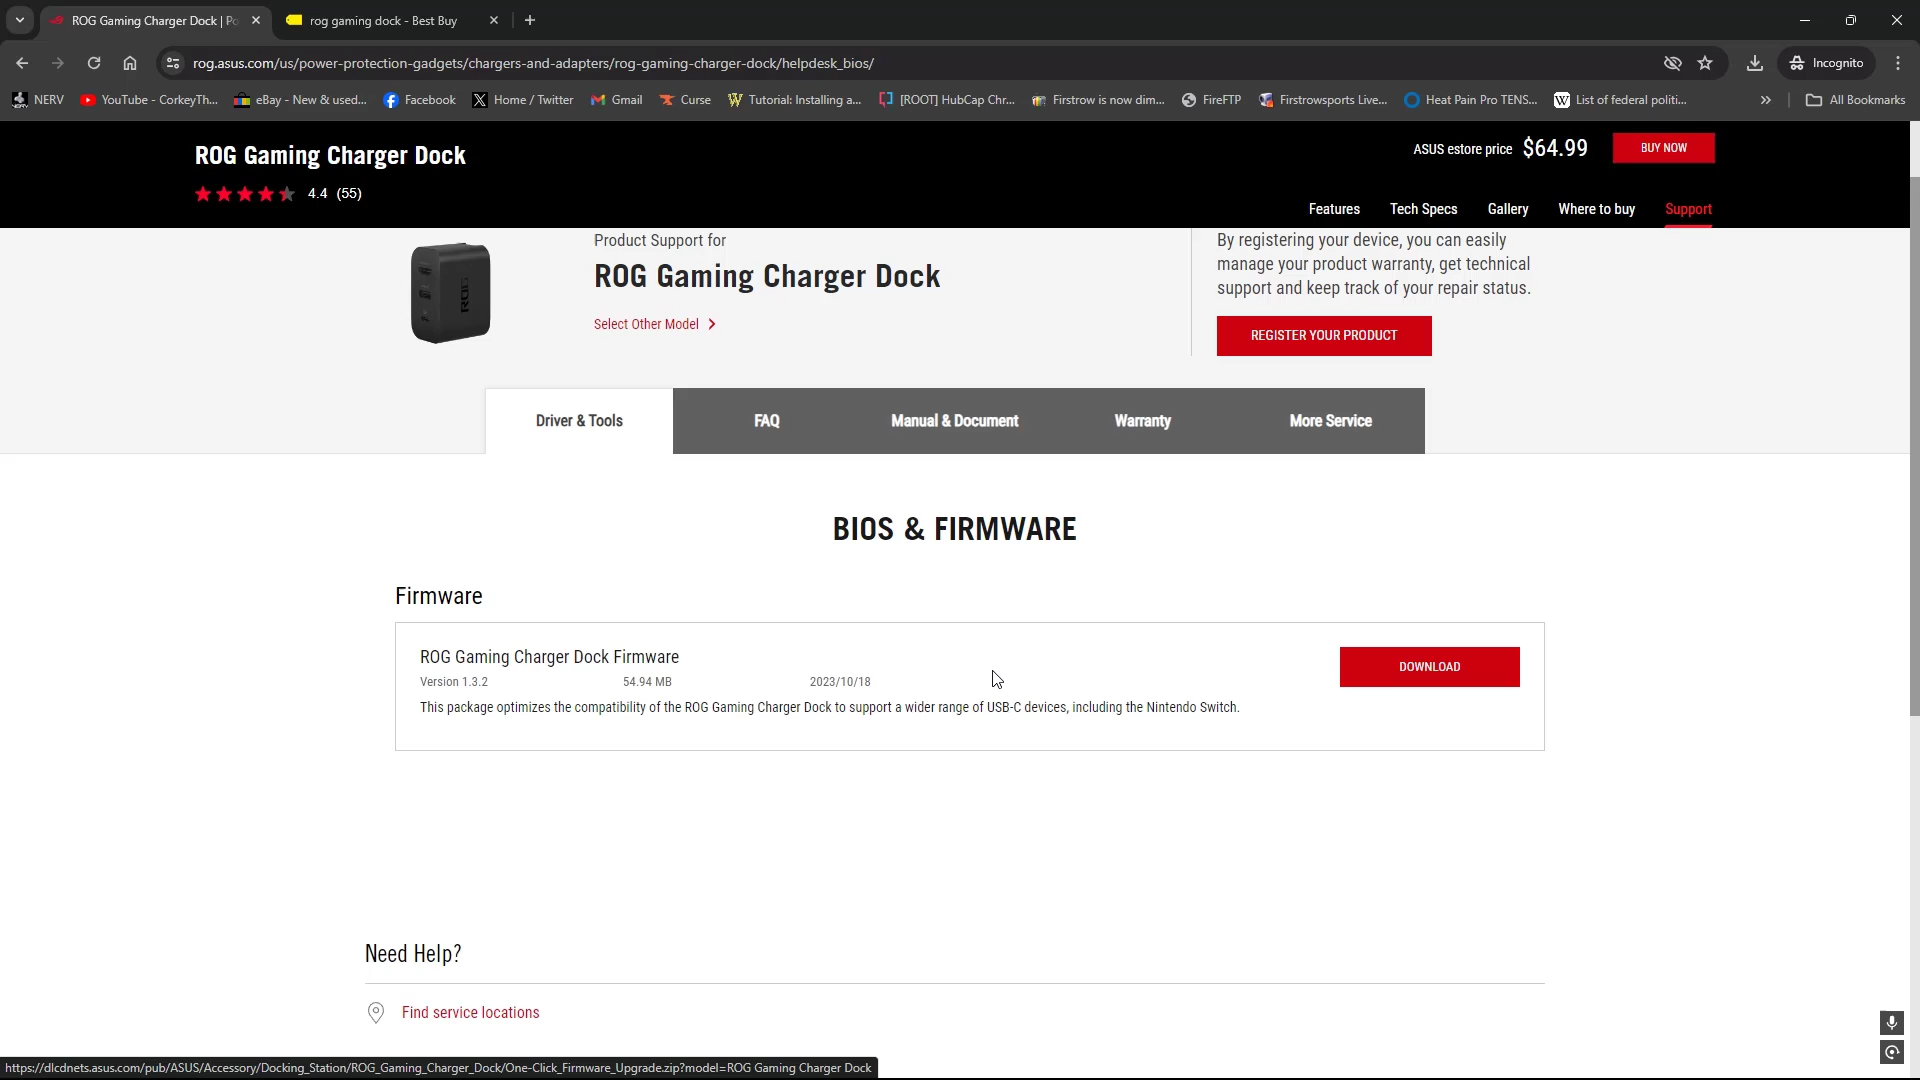 ROG Gaming Charger Dock | Po
rog gaming dock - Best Buy
rog.asus.com/us/power-protection-gadgets/chargers-and-adapters/rog-gaming-charger-dock/helpdesk_bios/
Incognito
NERV
YouTube - CorkeyTh...
eBay - New & used...
Facebook
Home / Twitter
Gmail
Curse
Tutorial: Installing a...
[ROOT] HubCap Chr...
Firstrow is now dim...
FireFTP
Firstrowsports Live...
Heat Pain Pro TENS...
List of federal politi...
»
All Bookmarks
ROG Gaming Charger Dock
ASUS estore price $64.99
BUY NOW
4.4 (55)
Features
Tech Specs
Gallery
Where to buy
Support
ROG
Product Support for
ROG Gaming Charger Dock
Select Other Model
By registering your device, you can easily
manage your product warranty, get technical
support and keep track of your repair status.
REGISTER YOUR PRODUCT
Driver & Tools
FAQ
Manual & Document
Warranty
More Service
BIOS & FIRMWARE
Firmware
ROG Gaming Charger Dock Firmware
Version 1.3.2
54.94 MB
2023/10/18
DOWNLOAD
This package optimizes the compatibility of the ROG Gaming Charger Dock to support a wider range of USB-C devices, including the Nintendo Switch.
Need Help?
Find service locations
https://dlcdnets.asus.com/pub/ASUS/Accessory/Docking_Station/ROG_Gaming_Charger_Dock/One-Click_Firmware_Upgrade.zip?model=ROG Gaming Charger Dock